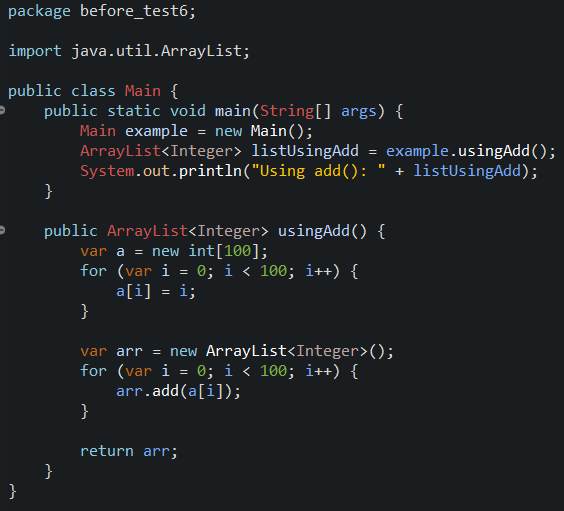 package before_test6;
import java.util.ArrayList;
public class Main {
public static void main(String[] args) {
Main example = new Main();
ArrayList<Integer> listUsingAdd = example.usingAdd();
System.out.println("Using add(): " + listUsingAdd);
}
public ArrayList<Integer> usingAdd() {
var a = new int[100];
for (var i = 0; i < 100; i++) {
a[i] = i;
}
var arr = new ArrayList<Integer>();
for (var i = 0; i < 100; i++) {
arr.add(a[i]);
}
return arr;
}
}